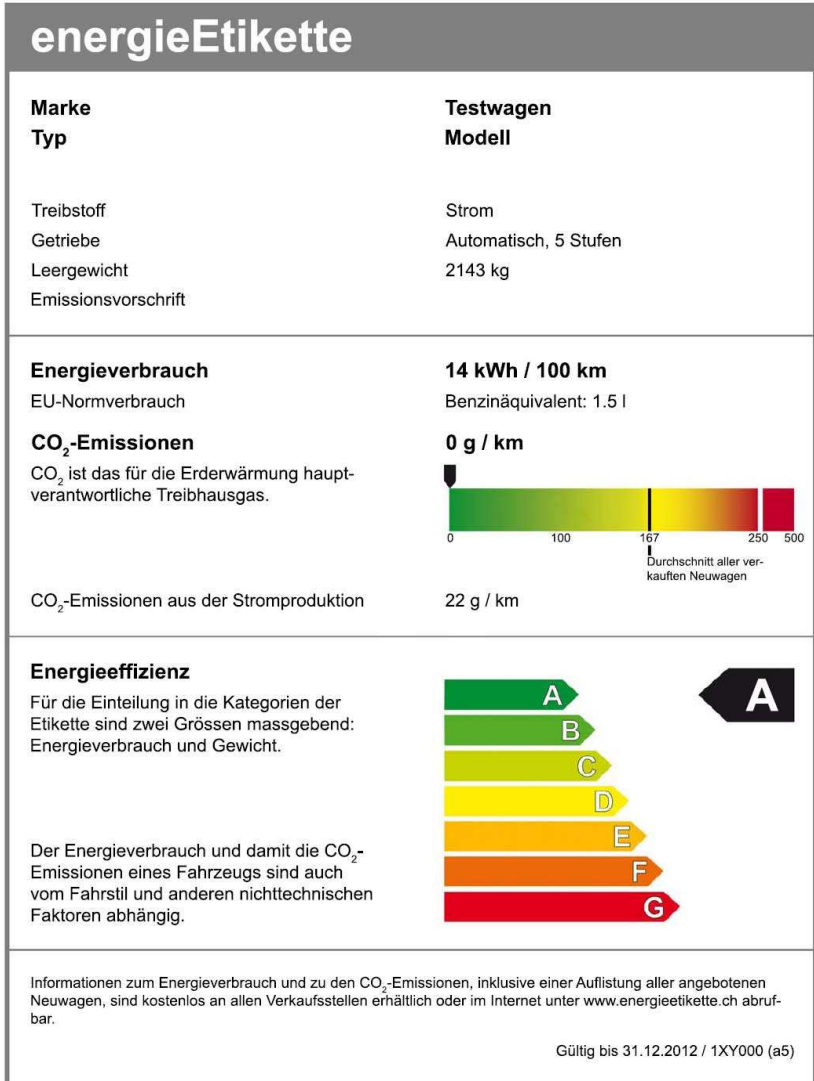 energieEtikette
Marke Testwagen
Typ Modell
Treibstoff Strom
Getriebe Automatisch, 5 Stufen
Leergewicht 2143 kg
Emissionsvorschrift
Energieverbrauch 14 kWh / 100 km
EU-Normverbrauch Benzinäquivalent: 1.5 l
CO₂-Emissionen 0 g / km
CO₂ ist das für die Erderwärmung haupt-
verantwortliche Treibhausgas.
0 100 167 250 500
Durchschnitt aller ver-
kauften Neuwagen
CO₂-Emissionen aus der Stromproduktion 22 g / km
Energieeffizienz
Für die Einteilung in die Kategorien der
Etikette sind zwei Grössen massgebend:
Energieverbrauch und Gewicht.
Der Energieverbrauch und damit die CO₂-
Emissionen eines Fahrzeugs sind auch
vom Fahrstil und anderen nichttechnischen
Faktoren abhängig.
A A
B
C
D
E
F
G
Informationen zum Energieverbrauch und zu den CO₂-Emissionen, inklusive einer Auflistung aller angebotenen
Neuwagen, sind kostenlos an allen Verkaufsstellen erhältlich oder im Internet unter www.energieetikette.ch abruf-
bar.
Gültig bis 31.12.2012 / 1XY000 (a5)